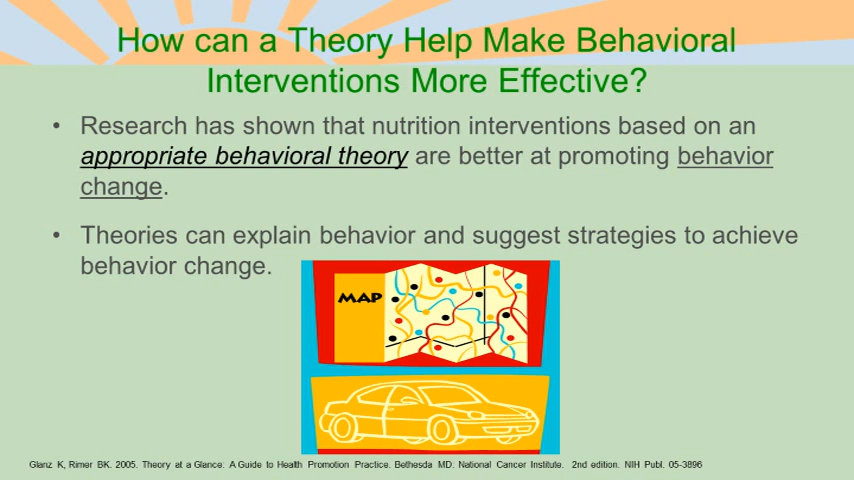 How can a Theory Help Make Behavioral
Interventions More Effective?
• Research has shown that nutrition interventions based on an
appropriate behavioral theory are better at promoting behavior
change.
• Theories can explain behavior and suggest strategies to achieve
behavior change.
MAP
Glanz K, Rimer BK. 2005. Theory at a Glance: A Guide to Health Promotion Practice. Bethesda MD: National Cancer Institute. 2nd edition. NIH Publ. 05-3896